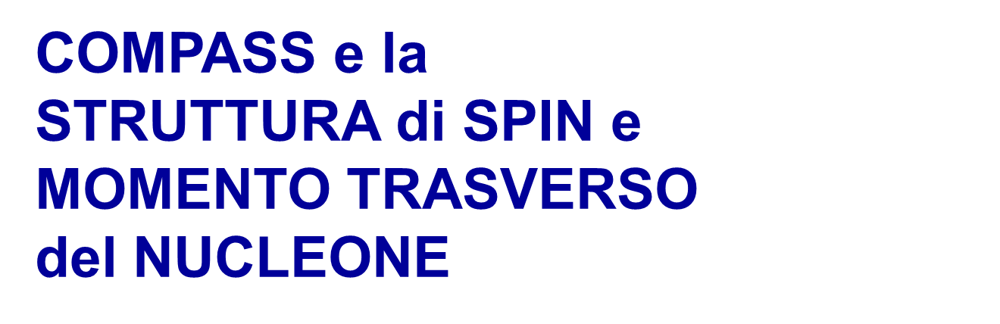 COMPASS e la
STRUTTURA di SPIN e
MOMENTO TRASVERSO
del NUCLEONE